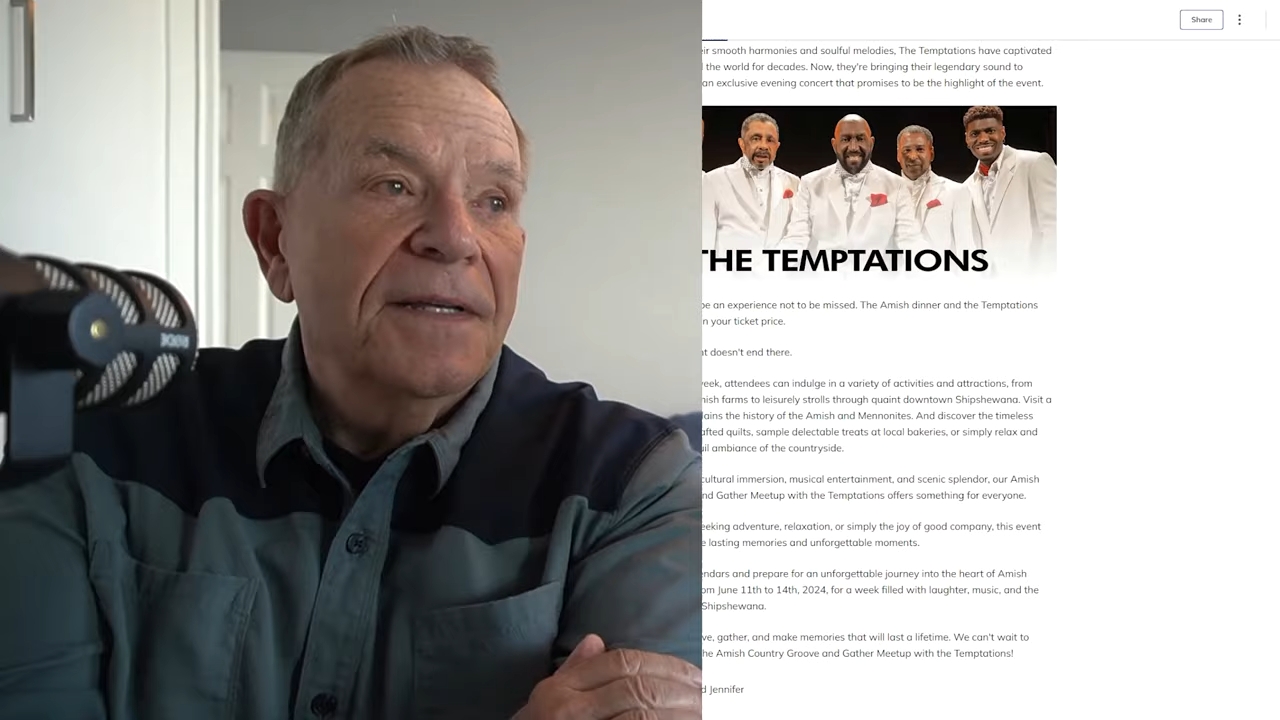 Share
eir smooth harmonies and soulful melodies, The Temptations have captivated
the world for decades. Now, they're bringing their legendary sound to
an exclusive evening concert that promises to be the highlight of the event.
THE TEMPTATIONS
be an experience not to be missed. The Amish dinner and the Temptations
n your ticket price.
nt doesn't end there.
week, attendees can indulge in a variety of activities and attractions, from
mish farms to leisurely strolls through quaint downtown Shipshewana. Visit a
lains the history of the Amish and Mennonites. And discover the timeless
afted quilts, sample delectable treats at local bakeries, or simply relax and
uil ambiance of the countryside.
cultural immersion, musical entertainment, and scenic splendor, our Amish
nd Gather Meetup with the Temptations offers something for everyone.
eeking adventure, relaxation, or simply the joy of good company, this event
e lasting memories and unforgettable moments.
endars and prepare for an unforgettable journey into the heart of Amish
om June 11th to 14th, 2024, for a week filled with laughter, music, and the
Shipshewana.
ve, gather, and make memories that will last a lifetime. We can't wait to
he Amish Country Groove and Gather Meetup with the Temptations!
d Jennifer